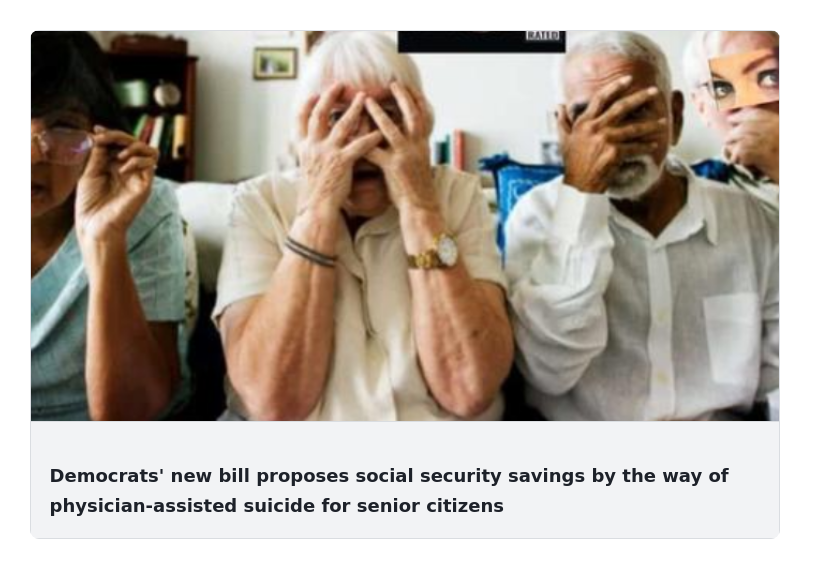 RATED
Democrats' new bill proposes social security savings by the way of
physician-assisted suicide for senior citizens